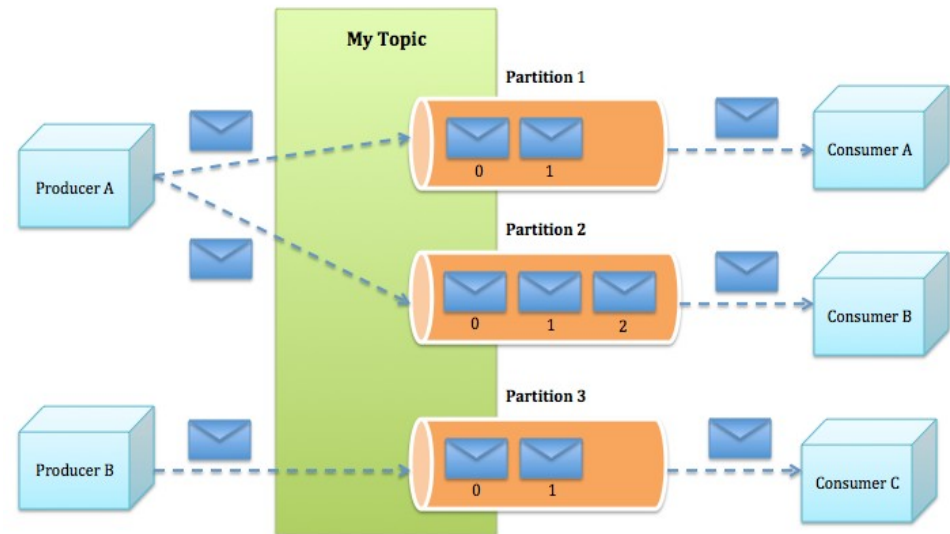 My Topic
Partition 1
Producer A
0 1
Consumer A
Partition 2
0 1 2
Consumer B
Partition 3
Producer B
0 1
Consumer C